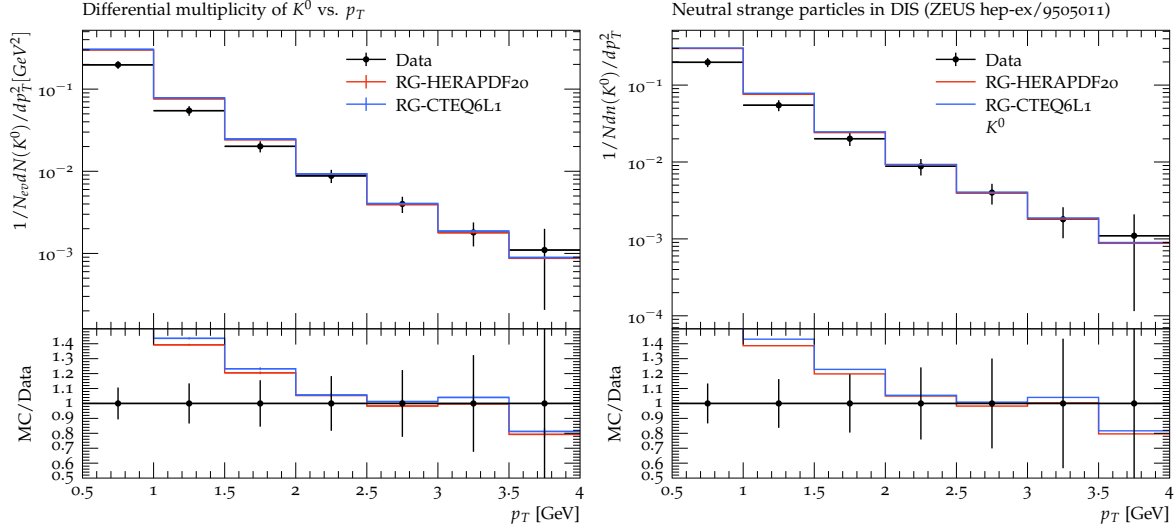 Differential multiplicity of K⁰ vs. p_T
1/N_ev dN(K⁰)/dp_T² [GeV²]
Data
RG-HERAPDF20
RG-CTEQ6L1
10⁻¹
10⁻²
10⁻³
MC/Data
1.4
1.3
1.2
1.1
1
0.9
0.8
0.7
0.6
0.5
0.5 1 1.5 2 2.5 3 3.5 4
p_T [GeV]
Neutral strange particles in DIS (ZEUS hep-ex/9505011)
1/Ndn(K⁰)/dp_T²
Data
RG-HERAPDF20
RG-CTEQ6L1
K⁰
10⁻¹
10⁻²
10⁻³
10⁻⁴
MC/Data
1.4
1.3
1.2
1.1
1
0.9
0.8
0.7
0.6
0.5
0.5 1 1.5 2 2.5 3 3.5 4
p_T [GeV]